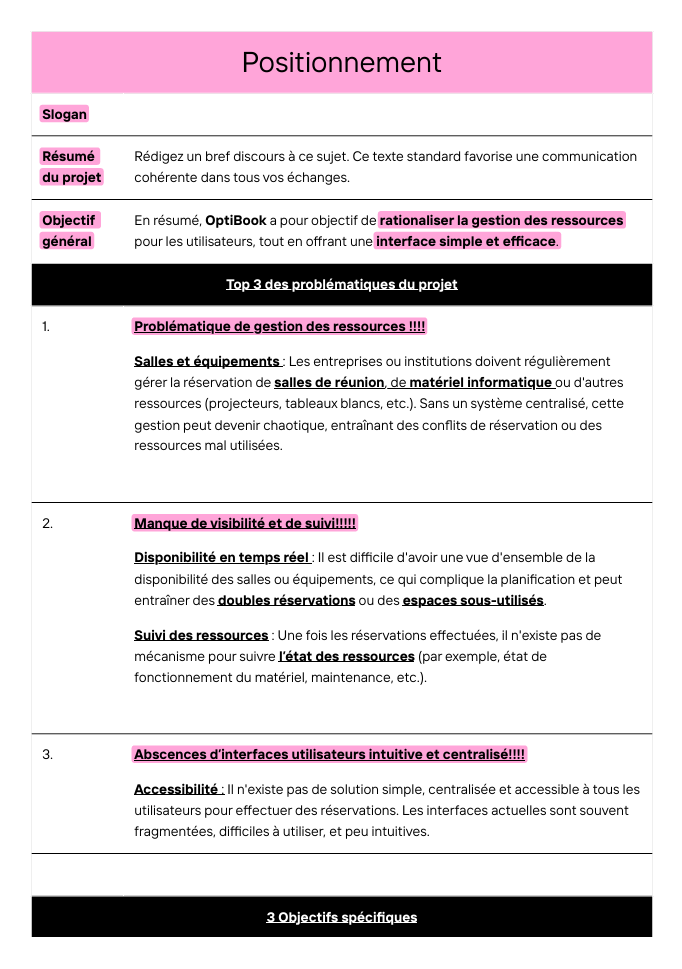 Positionnement
Slogan
Résumé
du projet
Rédigez un bref discours à ce sujet. Ce texte standard favorise une communication
cohérente dans tous vos échanges.
Objectif
général
En résumé, OptiBook a pour objectif de rationaliser la gestion des ressources
pour les utilisateurs, tout en offrant une interface simple et efficace.
Top 3 des problématiques du projet
1.
Problématique de gestion des ressources !!!!
Salles et équipements : Les entreprises ou institutions doivent régulièrement
gérer la réservation de salles de réunion, de matériel informatique ou d'autres
ressources (projecteurs, tableaux blancs, etc.). Sans un système centralisé, cette
gestion peut devenir chaotique, entraînant des conflits de réservation ou des
ressources mal utilisées.
2.
Manque de visibilité et de suivi!!!!!
Disponibilité en temps réel : Il est difficile d'avoir une vue d'ensemble de la
disponibilité des salles ou équipements, ce qui complique la planification et peut
entraîner des doubles réservations ou des espaces sous-utilisés.
Suivi des ressources : Une fois les réservations effectuées, il n'existe pas de
mécanisme pour suivre l'état des ressources (par exemple, état de
fonctionnement du matériel, maintenance, etc.).
3.
Abscences d'interfaces utilisateurs intuitive et centralisé!!!!
Accessibilité : Il n'existe pas de solution simple, centralisée et accessible à tous les
utilisateurs pour effectuer des réservations. Les interfaces actuelles sont souvent
fragmentées, difficiles à utiliser, et peu intuitives.
3 Objectifs spécifiques